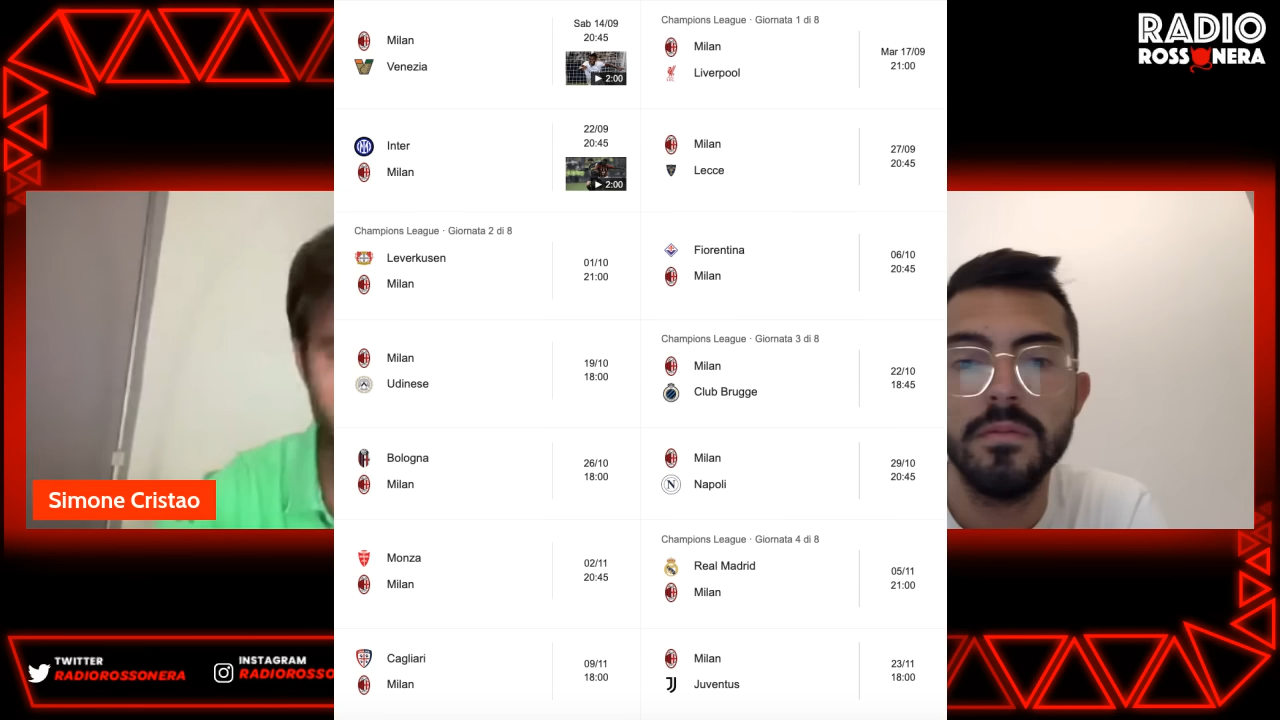 RADIO
ROSSONERA
Milan
Venezia
Sab 14/09
20:45
2:00
Champions League · Giornata 1 di 8
Milan
Liverpool
Mar 17/09
21:00
Inter
Milan
22/09
20:45
2:00
Milan
Lecce
27/09
20:45
Champions League · Giornata 2 di 8
Leverkusen
Milan
01/10
21:00
Fiorentina
Milan
06/10
20:45
Milan
Udinese
19/10
18:00
Champions League · Giornata 3 di 8
Milan
Club Brugge
22/10
18:45
Bologna
Milan
26/10
18:00
Milan
Napoli
29/10
20:45
Monza
Milan
02/11
20:45
Champions League · Giornata 4 di 8
Real Madrid
Milan
05/11
21:00
Cagliari
Milan
09/11
18:00
Milan
Juventus
23/11
18:00
Simone Cristao
TWITTER
RADIOROSSONERA
INSTAGRAM
RADIOROSSO